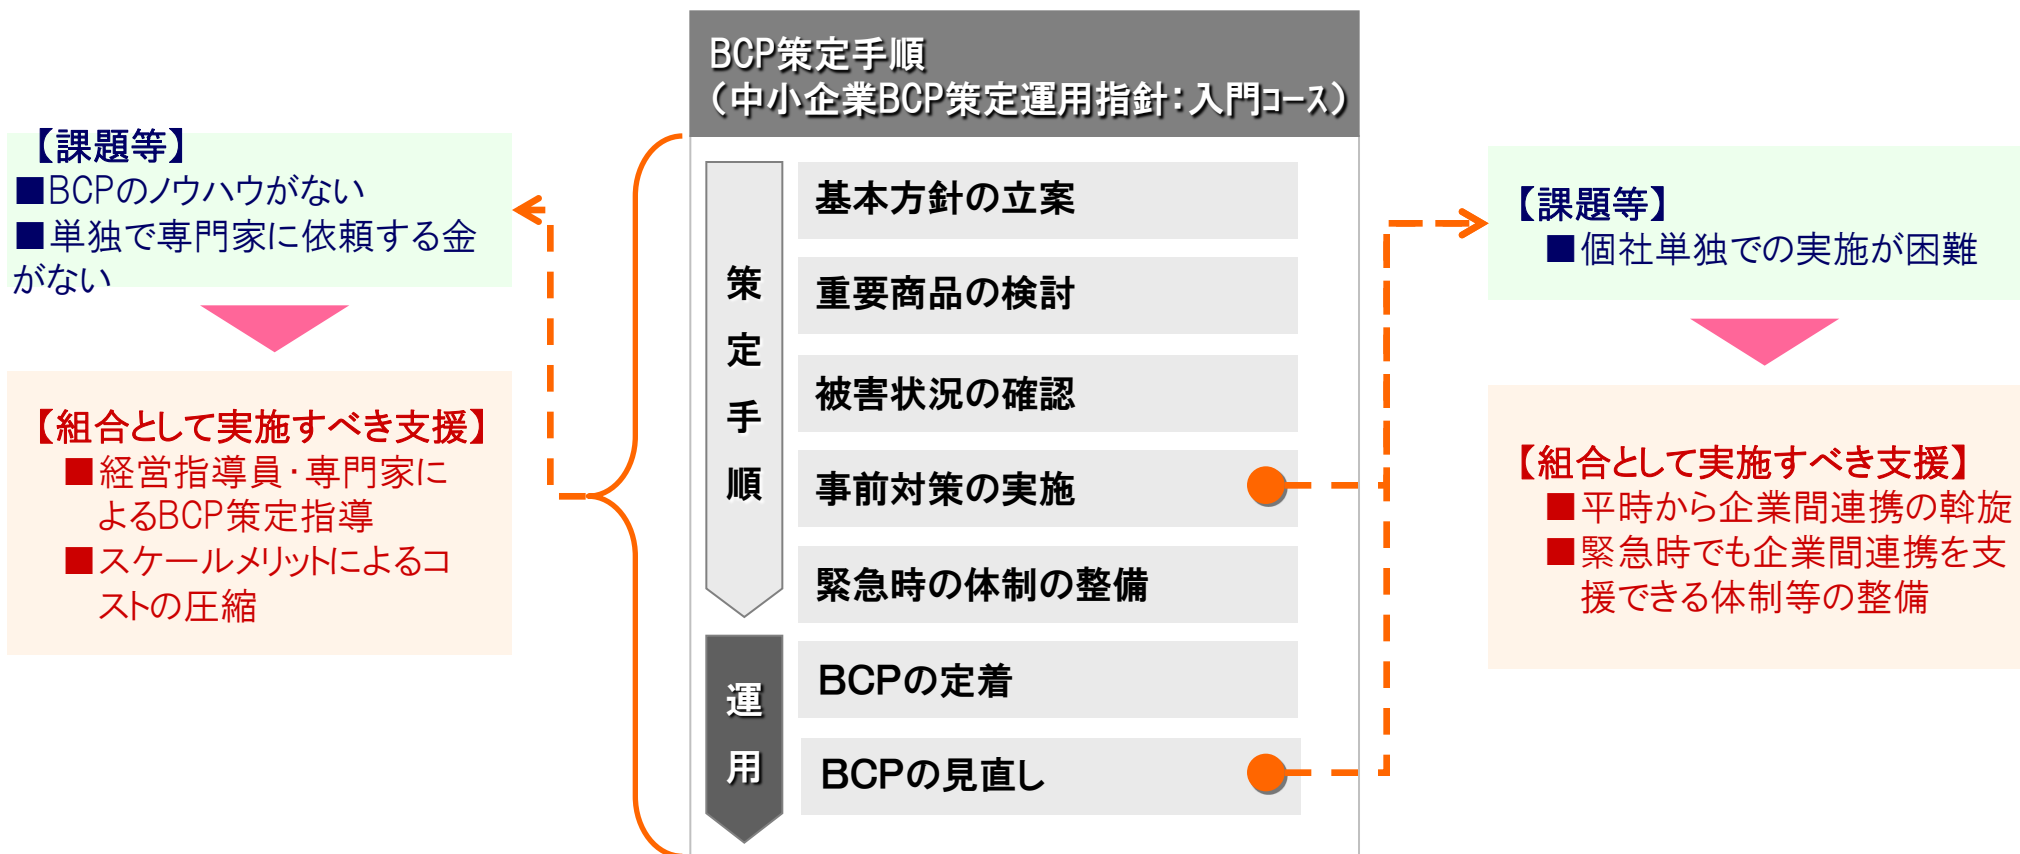 BCP策定手順
（中小企業BCP策定運用指針：入門ｺｰｽ）
【課題等】
■BCPのノウハウがない
■単独で専門家に依頼する金
がない
【組合として実施すべき支援】
■経営指導員・専門家に
よるBCP策定指導
■スケールメリットによるコ
ストの圧縮
策定手順
基本方針の立案
重要商品の検討
被害状況の確認
事前対策の実施
緊急時の体制の整備
運用
BCPの定着
BCPの見直し
【課題等】
■個社単独での実施が困難
【組合として実施すべき支援】
■平時から企業間連携の斡旋
■緊急時でも企業間連携を支
援できる体制等の整備